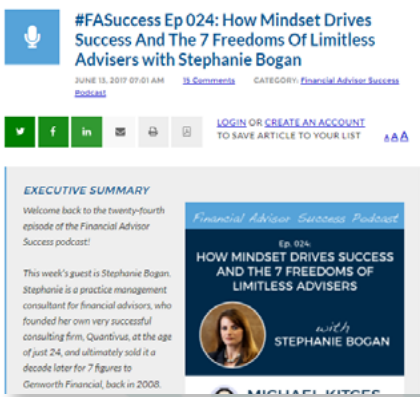 #FASuccess Ep 024: How Mindset Drives
Success And The 7 Freedoms Of Limitless
Advisers with Stephanie Bogan
JUNE 13, 2017 07:01 AM 15 Comments CATEGORY: Financial Advisor Success
Podcast
LOGIN OR CREATE AN ACCOUNT
TO SAVE ARTICLE TO YOUR LIST
A A A
EXECUTIVE SUMMARY
Welcome back to the twenty-fourth
episode of the Financial Advisor
Success podcast!
This week's guest is Stephanie Bogan.
Stephanie is a practice management
consultant for financial advisors, who
founded her own very successful
consulting firm, Quantivus, at the age
of just 24, and ultimately sold it a
decade later for 7 figures to
Genworth Financial, back in 2008.
Financial Advisor Success Podcast
Ep. 024:
HOW MINDSET DRIVES SUCCESS
AND THE 7 FREEDOMS OF
LIMITLESS ADVISERS
with
STEPHANIE BOGAN
MICHAEL KITCES